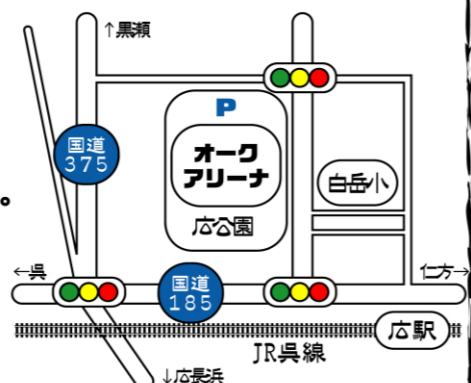 ↑黒瀬
P
国道
375
オーク
アリーナ
白岳小
。
広公園
←呉
仁方→
国道
185
広駅
JR呉線
↓広長浜